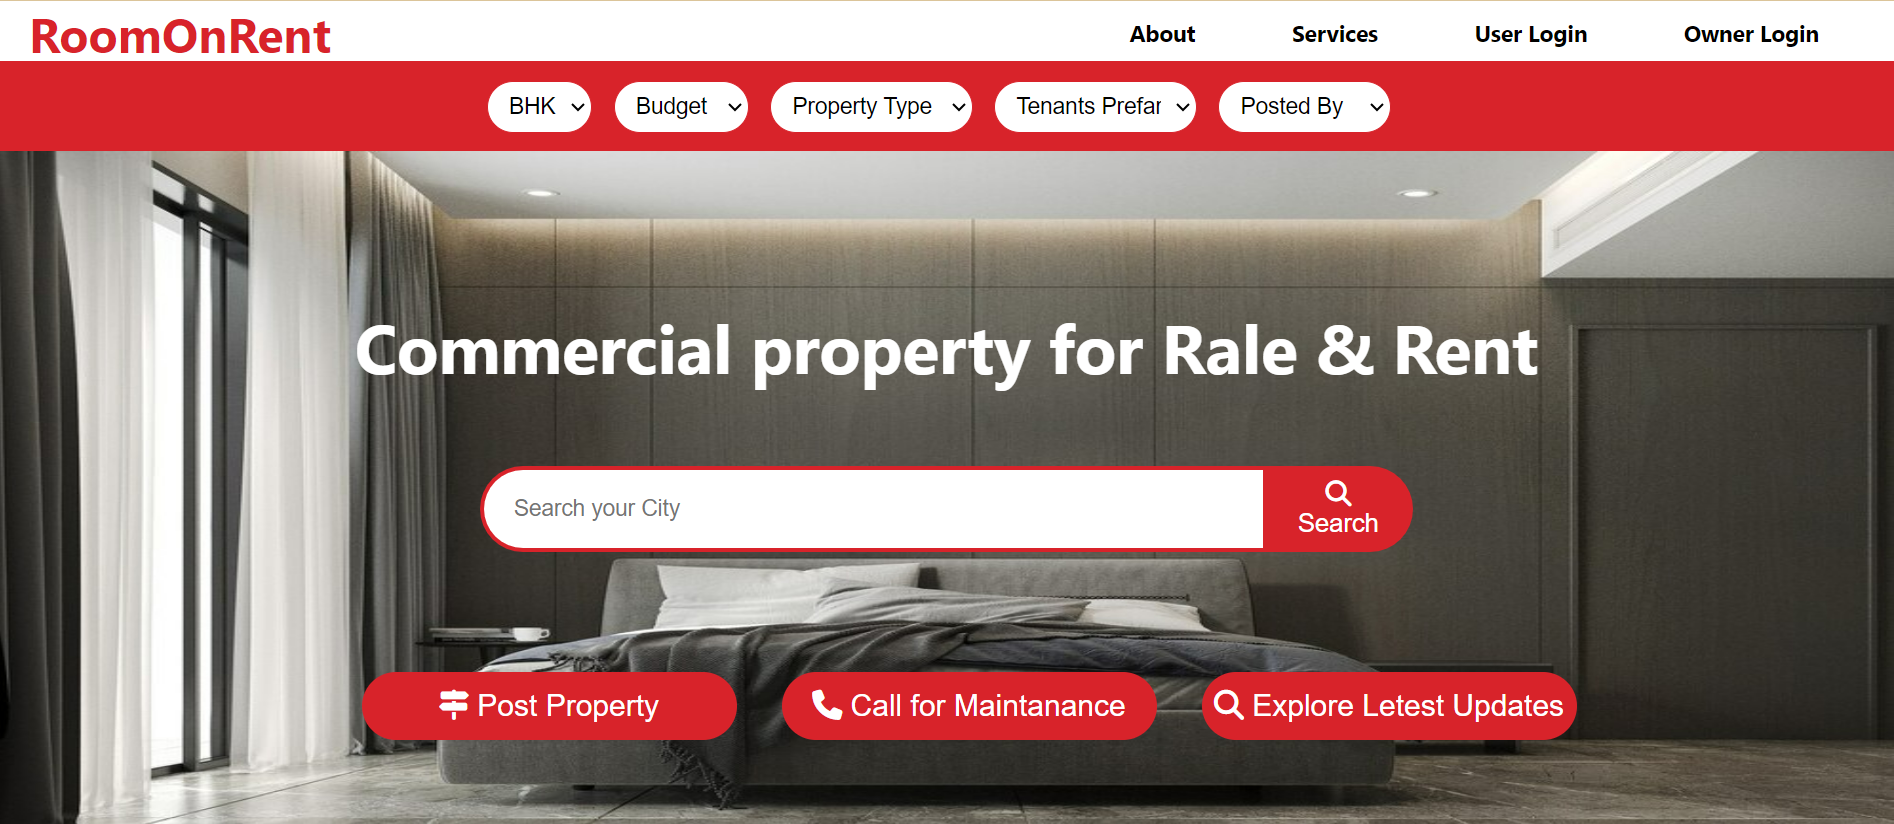 RoomOnRent
About Services User Login Owner Login
BHK Budget Property Type Tenants Prefar Posted By
Commercial property for Rale & Rent
Search your City
Search
Post Property Call for Maintanance Explore Letest Updates